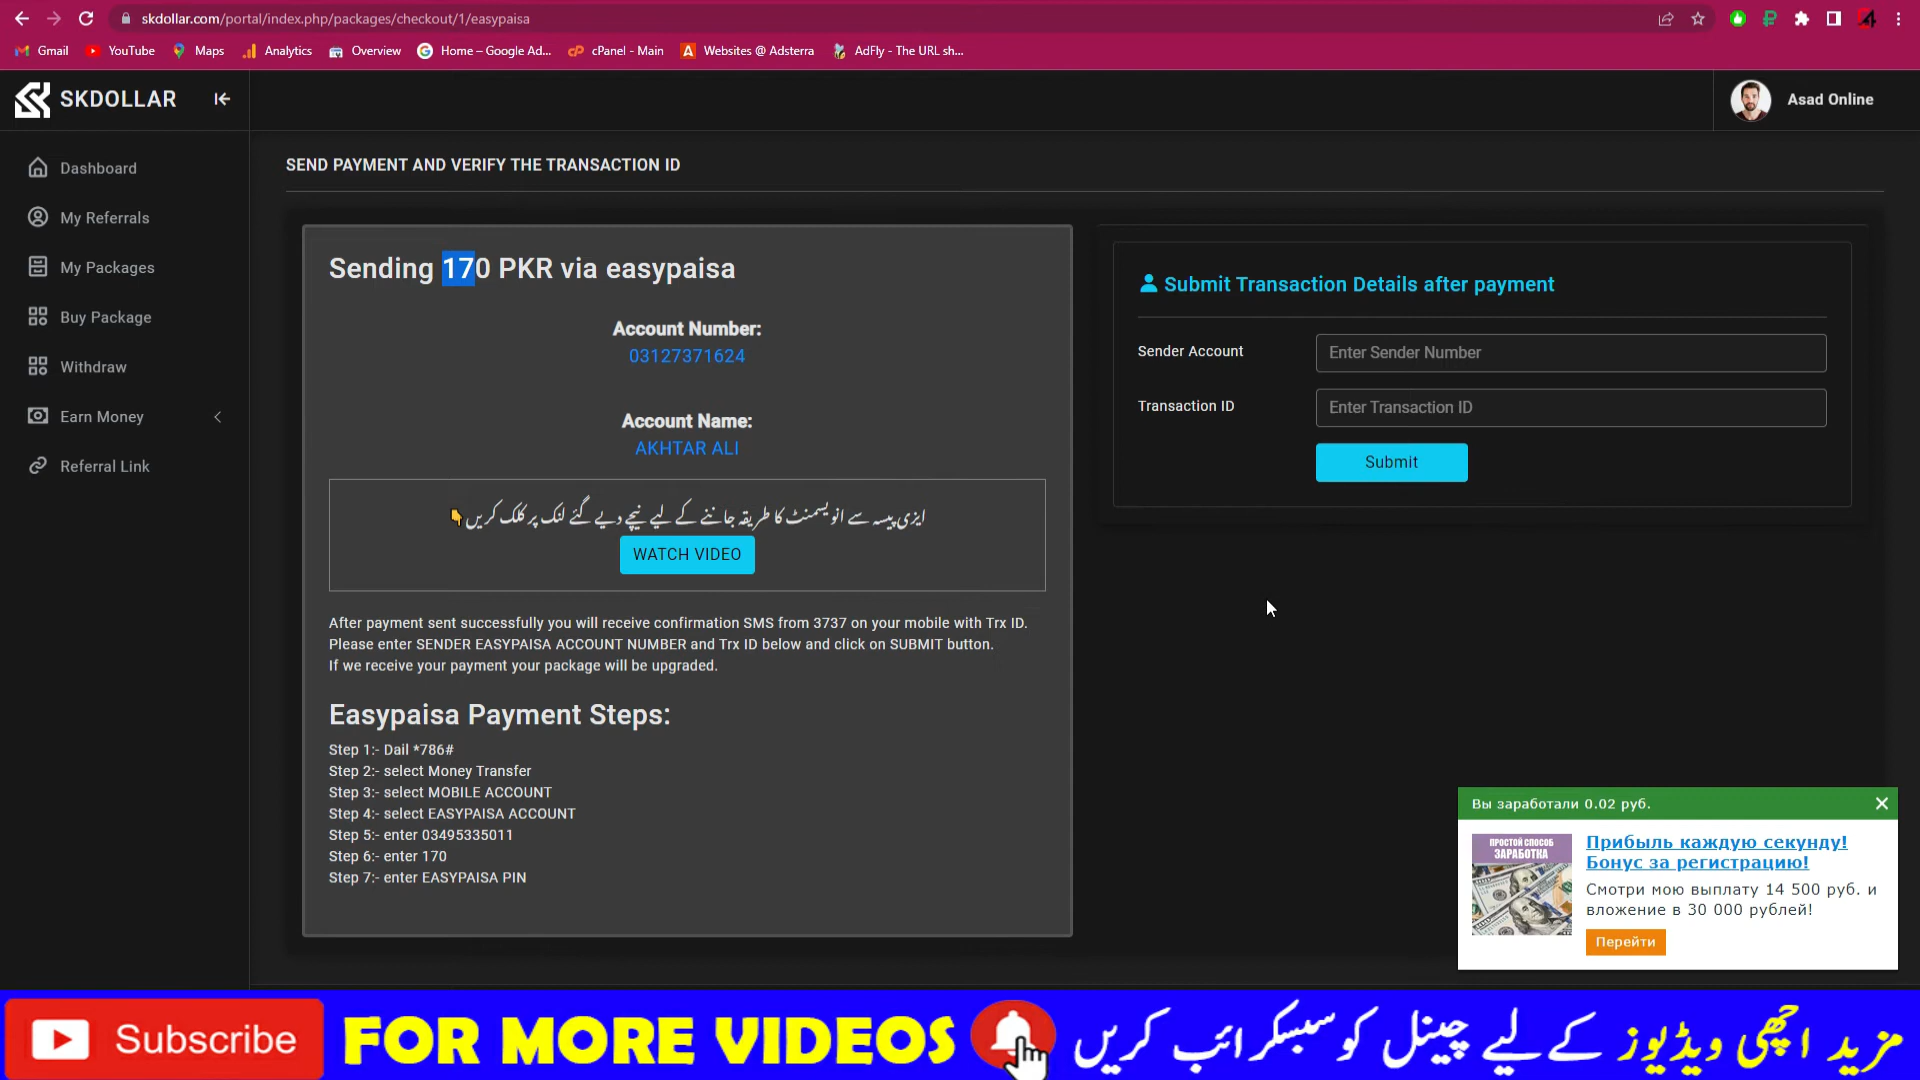 skdollar.com/portal/index.php/packages/checkout/1/easypaisa
Gmail YouTube Maps Analytics Overview Home – Google Ad... cPanel - Main Websites @ Adsterra AdFly - The URL sh...
SKDOLLAR
Asad Online
Dashboard
My Referrals
My Packages
Buy Package
Withdraw
Earn Money
Referral Link
SEND PAYMENT AND VERIFY THE TRANSACTION ID
Sending 170 PKR via easypaisa
Account Number:
03127371624
Account Name:
AKHTAR ALI
ایزی پیسہ سے انویسمنٹ کا طریقہ جاننے کے لیے نیچے دیے گئے لنک پر کلک کریں👇
WATCH VIDEO
After payment sent successfully you will receive confirmation SMS from 3737 on your mobile with Trx ID.
Please enter SENDER EASYPAISA ACCOUNT NUMBER and Trx ID below and click on SUBMIT button.
If we receive your payment your package will be upgraded.
Easypaisa Payment Steps:
Step 1:- Dail *786#
Step 2:- select Money Transfer
Step 3:- select MOBILE ACCOUNT
Step 4:- select EASYPAISA ACCOUNT
Step 5:- enter 03495335011
Step 6:- enter 170
Step 7:- enter EASYPAISA PIN
Submit Transaction Details after payment
Sender Account
Enter Sender Number
Transaction ID
Enter Transaction ID
Submit
Вы заработали 0.02 руб.
ПРОСТОЙ СПОСОБ
ЗАРАБОТКА
Прибыль каждую секунду!
Бонус за регистрацию!
Смотри мою выплату 14 500 руб. и
вложение в 30 000 рублей!
Перейти
Subscribe
FOR MORE VIDEOS
مزید اچھی ویڈیوز کے لیے چینل کو سبسکرائب کریں